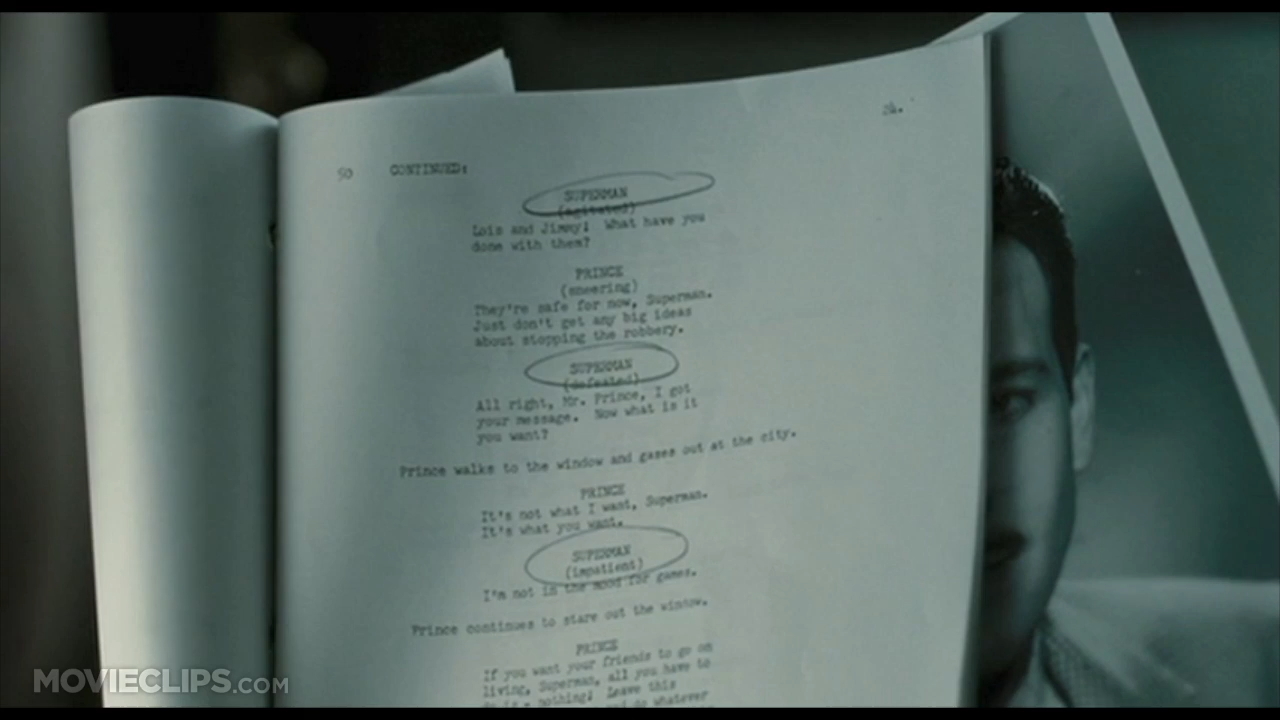 24.
50 CONTINUED:
SUPERMAN
(agitated)
Lois and Jimmy! What have you
done with them?
PRINCE
(sneering)
They're safe for now, Superman.
Just don't get any big ideas
about stopping the robbery.
SUPERMAN
(defeated)
All right, Mr. Prince, I got
your message. Now what is it
you want?
Prince walks to the window and gazes out at the city.
PRINCE
It's not what I want, Superman.
It's what you want.
SUPERMAN
(impatient)
I'm not in the mood for games.
Prince continues to stare out the window.
PRINCE
If you want your friends to go on
living, Superman, all you have to
do is nothing! Leave this
and do whatever
MOVIECLIPS.COM